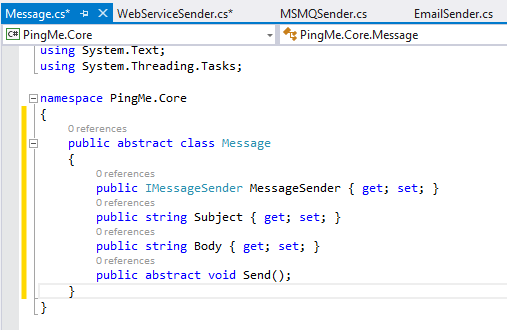 Message.cs*
WebServiceSender.cs*
MSMQSender.cs
EmailSender.cs
C# PingMe.Core
PingMe.Core.Message
using System.Text;
using System.Threading.Tasks;
namespace PingMe.Core
{
0 references
public abstract class Message
{
0 references
public IMessageSender MessageSender { get; set; }
0 references
public string Subject { get; set; }
0 references
public string Body { get; set; }
0 references
public abstract void Send();
}
}